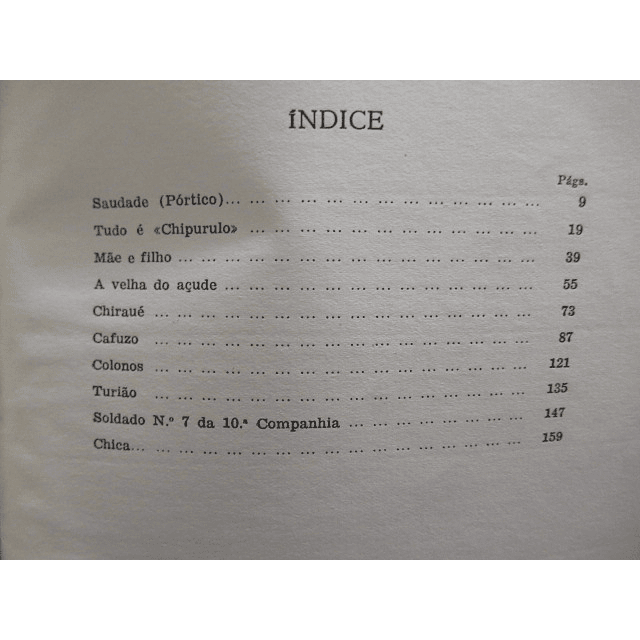 ÍNDICE
Págs.
Saudade (Pórtico)... ... ... ... ... ... ... ... ... ... ... ... ... 9
Tudo é «Chipurulo» ... ... ... ... ... ... ... ... ... ... ... ... 19
Mãe e filho ... ... ... ... ... ... ... ... ... ... ... ... ... ... ... 39
A velha do açude ... ... ... ... ... ... ... ... ... ... ... ... ... 55
Chiraué ... ... ... ... ... ... ... ... ... ... ... ... ... ... ... ... 73
Cafuzo ... ... ... ... ... ... ... ... ... ... ... ... ... ... ... ... 87
Colonos ... ... ... ... ... ... ... ... ... ... ... ... ... ... ... 121
Turião ... ... ... ... ... ... ... ... ... ... ... ... ... ... ... 135
Soldado N.º 7 da 10.ª Companhia ... ... ... ... ... ... ... 147
Chica... ... ... ... ... ... ... ... ... ... ... ... ... ... ... ... 159